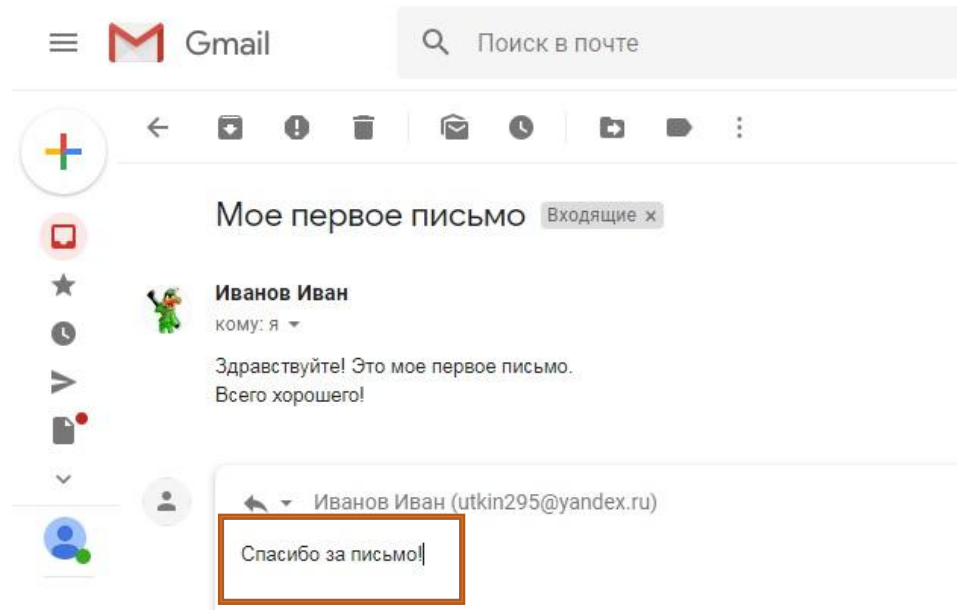 Gmail
Поиск в почте
Мое первое письмо Входящие x
Иванов Иван
кому: я
Здравствуйте! Это мое первое письмо.
Всего хорошего!
Иванов Иван (utkin295@yandex.ru)
Спасибо за письмо!